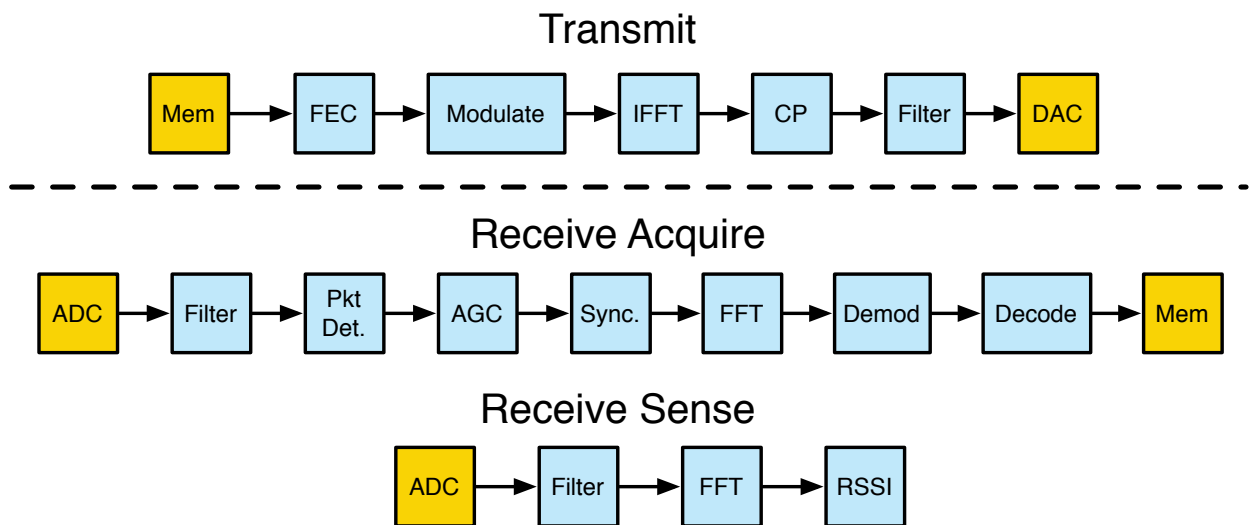 Transmit
Mem FEC Modulate IFFT CP Filter DAC
Receive Acquire
ADC Filter Pkt Det. AGC Sync. FFT Demod Decode Mem
Receive Sense
ADC Filter FFT RSSI